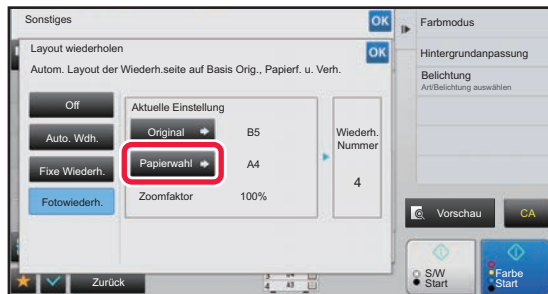 Sonstiges
OK
Layout wiederholen
OK
Autom. Layout der Wiederh.seite auf Basis Orig., Papierf. u. Verh.
Off
Auto. Wdh.
Fixe Wiederh.
Fotowiederh.
Aktuelle Einstellung
Original
B5
Papierwahl
A4
Zoomfaktor
100%
Wiederh.
Nummer
4
Zurück
4 A3
Farbmodus
Hintergrundanpassung
Belichtung
Art/Belichtung auswählen
Vorschau
CA
S/W
Start
Farbe
Start